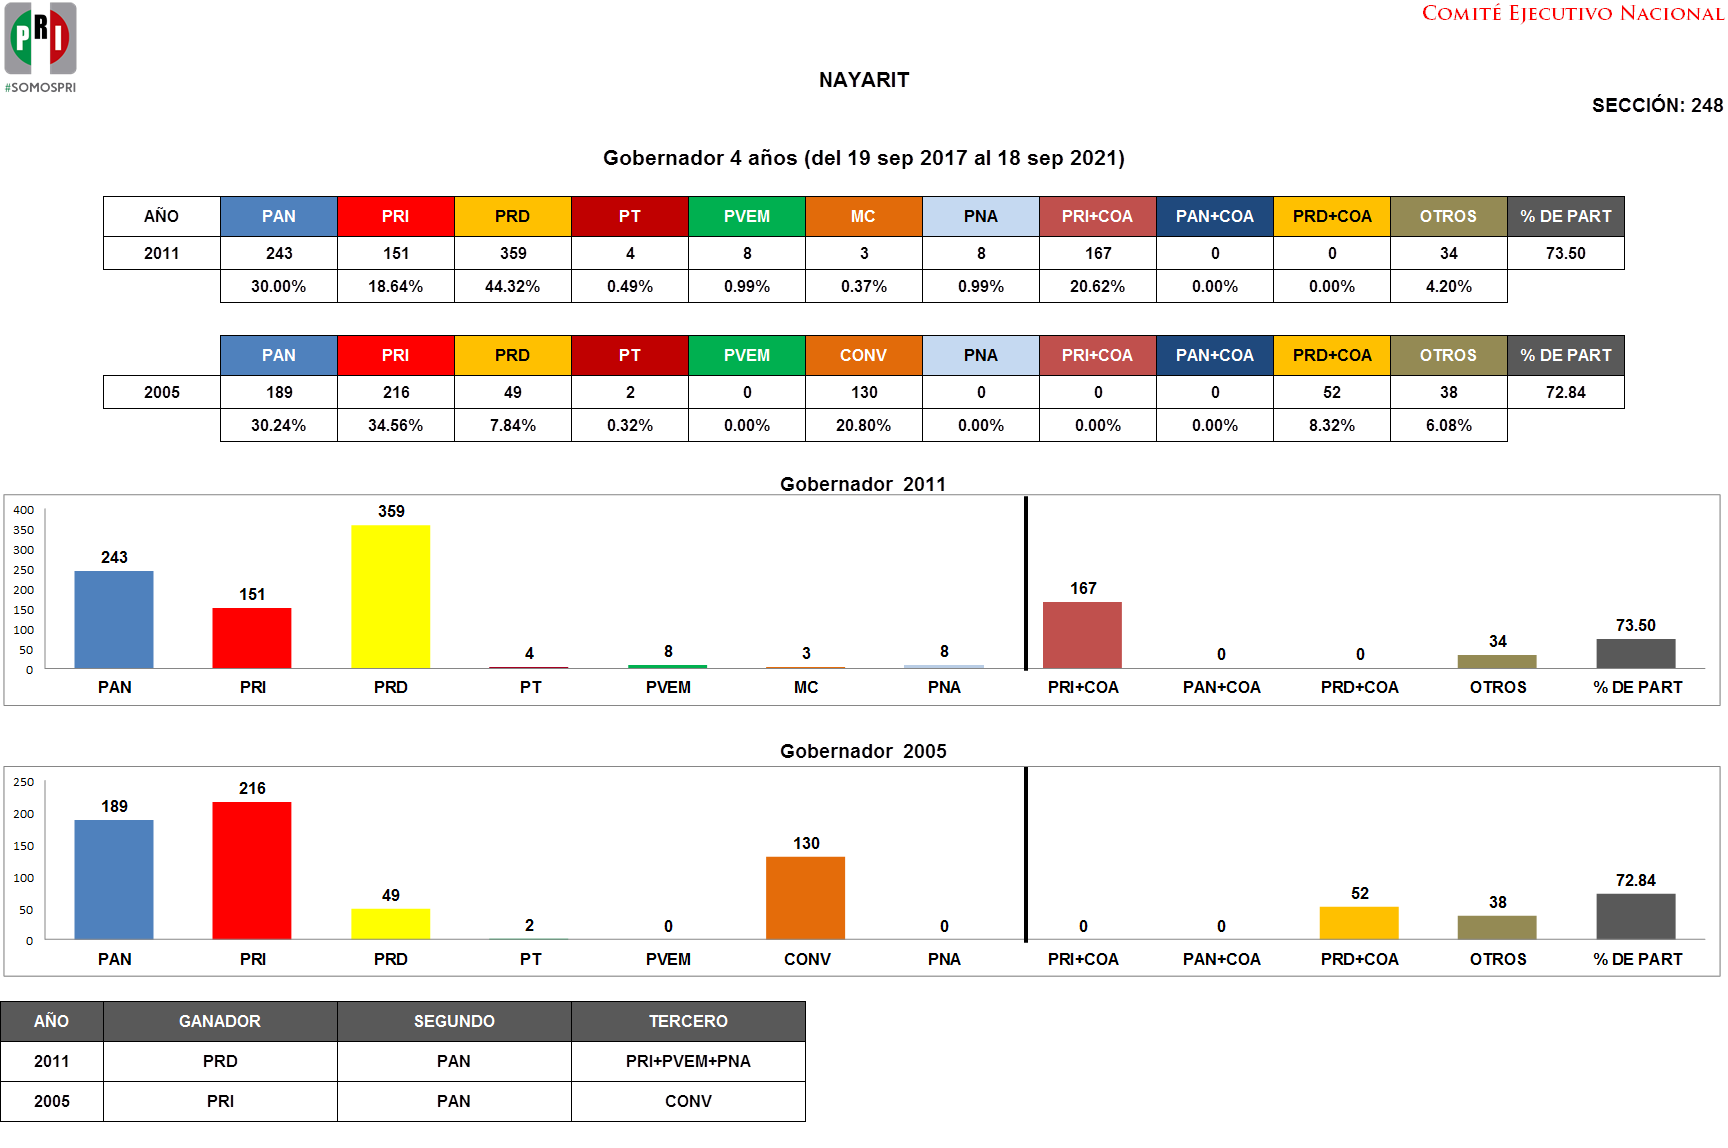 PRI
#SOMOSPRI
COMITÉ EJECUTIVO NACIONAL
NAYARIT
SECCIÓN: 248
Gobernador 4 años (del 19 sep 2017 al 18 sep 2021)
AÑO PAN PRI PRD PT PVEM MC PNA PRI+COA PAN+COA PRD+COA OTROS % DE PART
2011 243 151 359 4 8 3 8 167 0 0 34 73.50
30.00% 18.64% 44.32% 0.49% 0.99% 0.37% 0.99% 20.62% 0.00% 0.00% 4.20%
PAN PRI PRD PT PVEM CONV PNA PRI+COA PAN+COA PRD+COA OTROS % DE PART
2005 189 216 49 2 0 130 0 0 0 52 38 72.84
30.24% 34.56% 7.84% 0.32% 0.00% 20.80% 0.00% 0.00% 0.00% 8.32% 6.08%
Gobernador 2011
400
350
300
250
200
150
100
50
0
243 151 359 4 8 3 8 167 0 0 34 73.50
PAN PRI PRD PT PVEM MC PNA PRI+COA PAN+COA PRD+COA OTROS % DE PART
Gobernador 2005
250
200
150
100
50
0
189 216 49 2 0 130 0 0 0 52 38 72.84
PAN PRI PRD PT PVEM CONV PNA PRI+COA PAN+COA PRD+COA OTROS % DE PART
AÑO GANADOR SEGUNDO TERCERO
2011 PRD PAN PRI+PVEM+PNA
2005 PRI PAN CONV